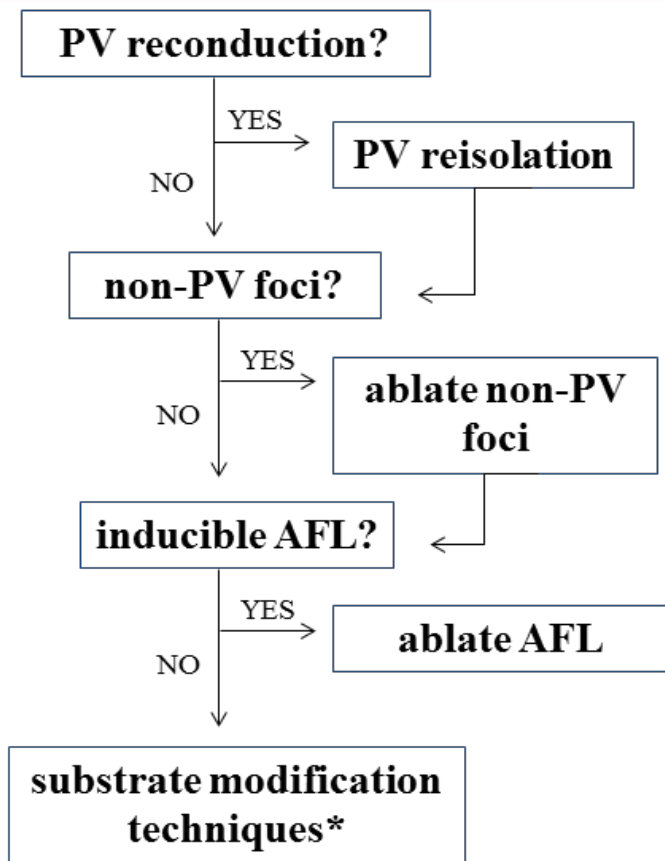 PV reconduction?
YES
PV reisolation
NO
non-PV foci?
YES
ablate non-PV
foci
NO
inducible AFL?
YES
ablate AFL
NO
substrate modification
techniques*